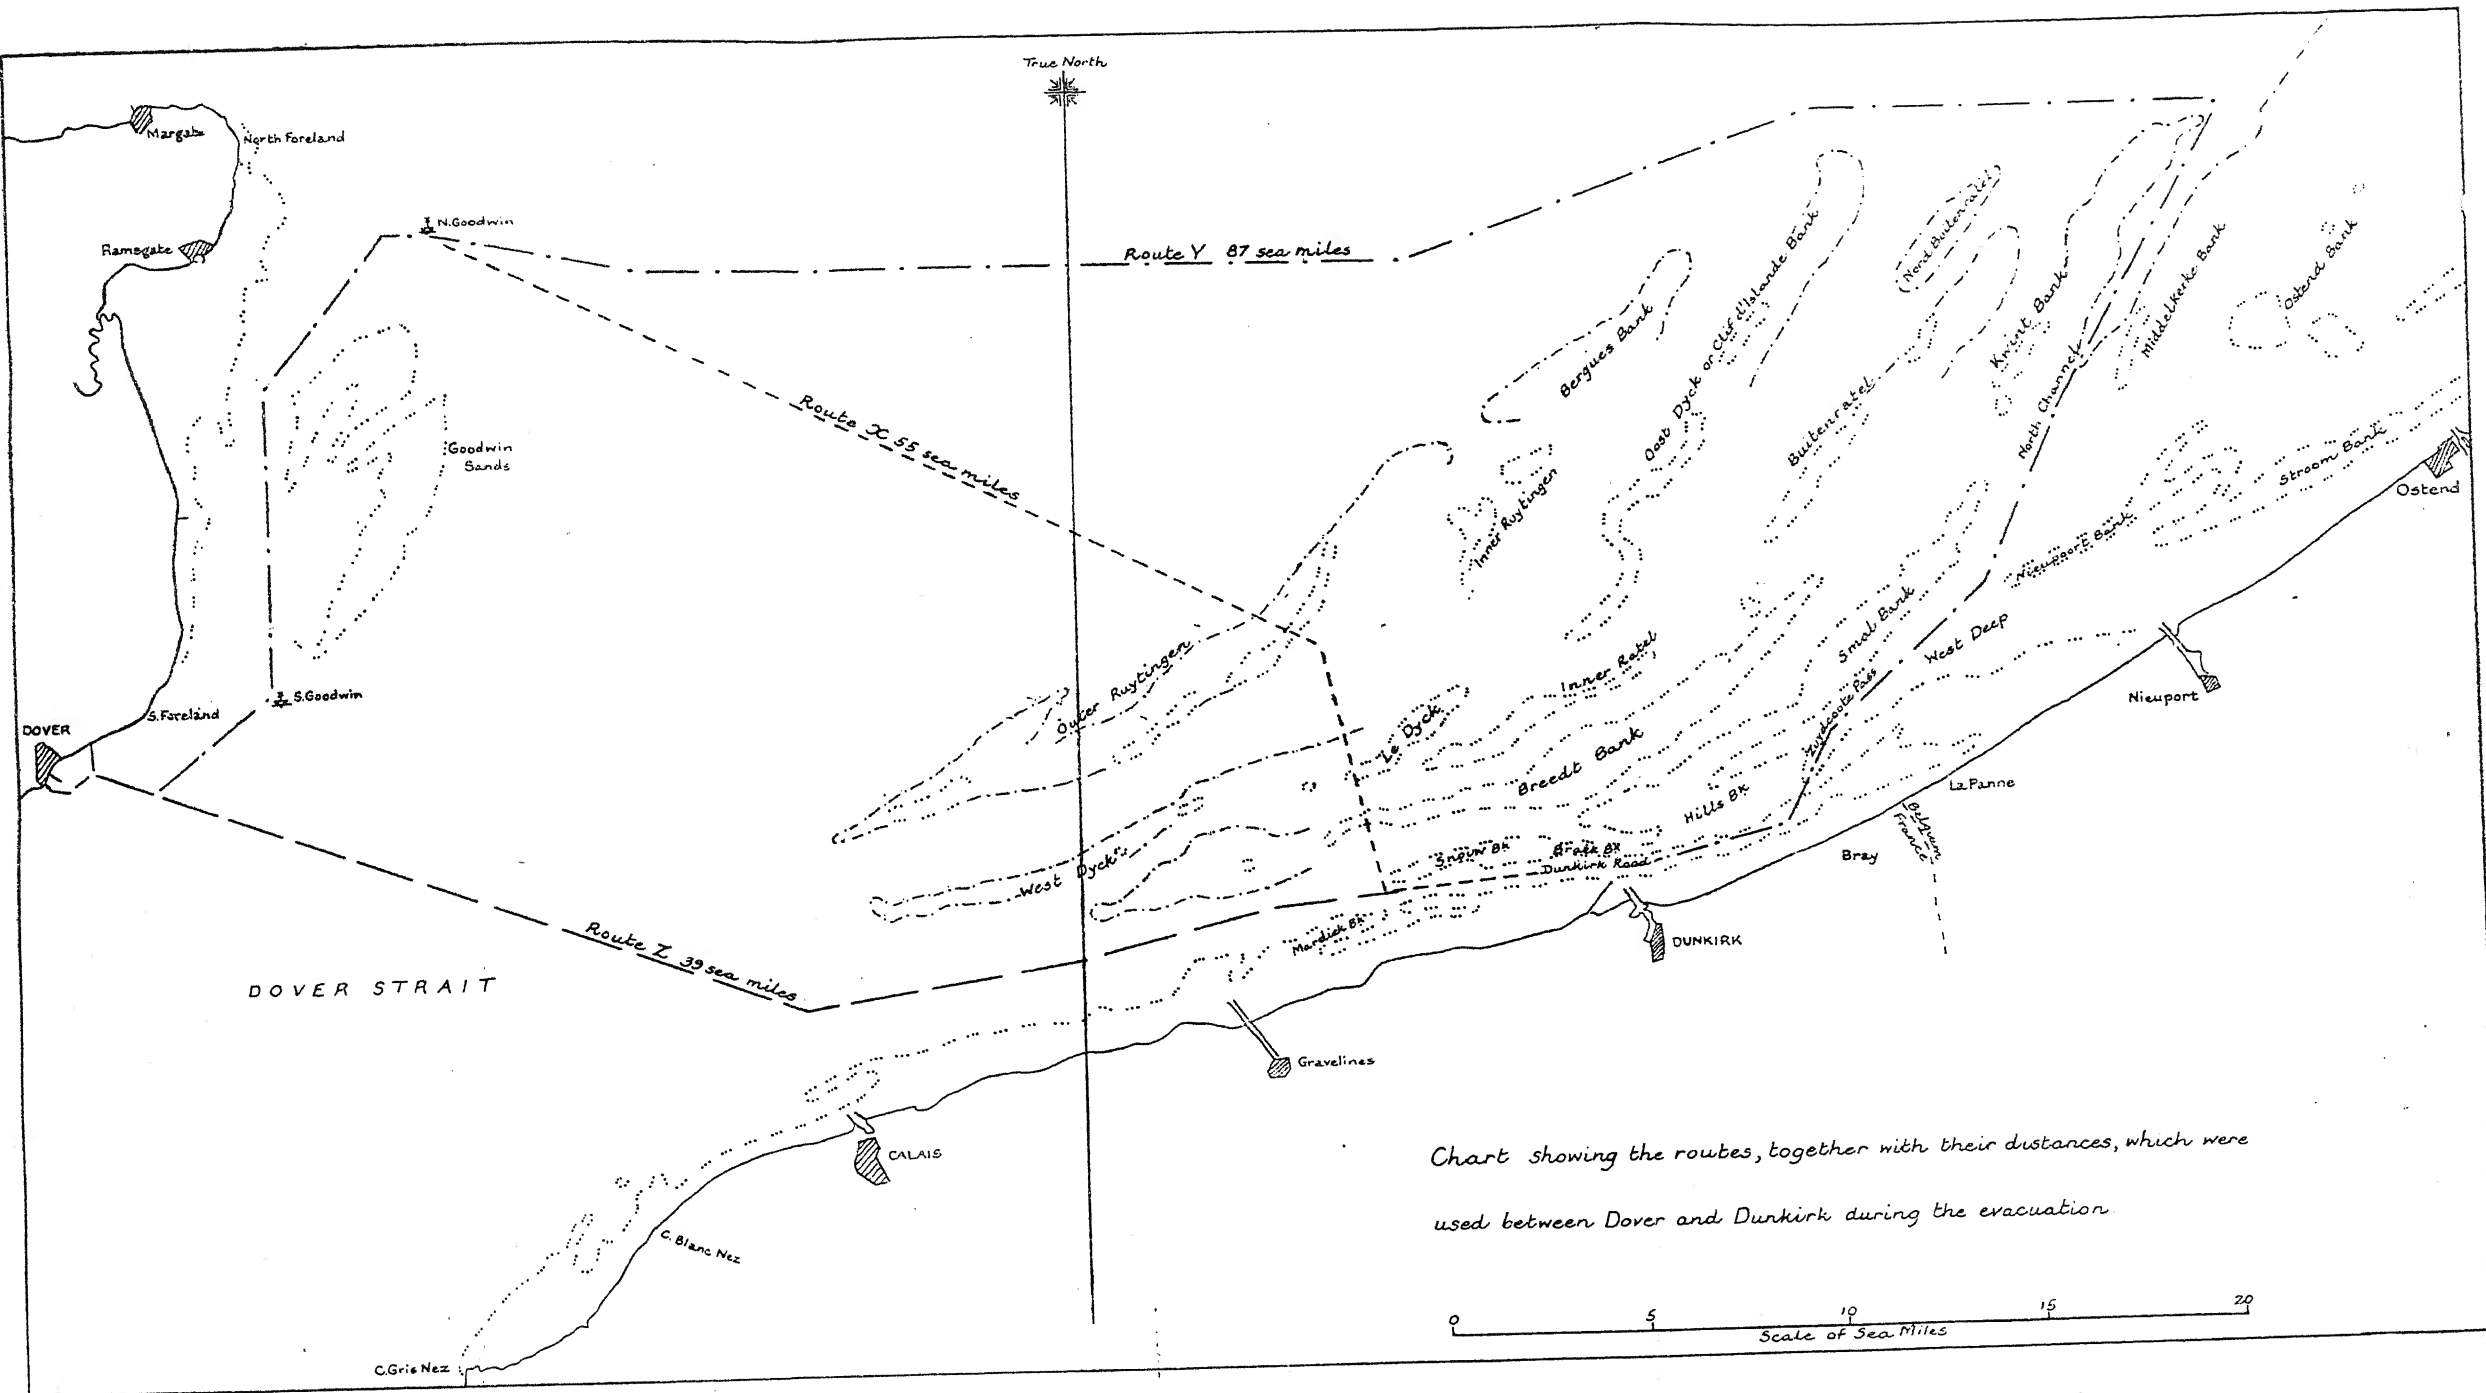 True North
Margate
North Foreland
N.Goodwin
Ramsgate
Route Y 87 sea miles
Route X 55 sea miles
Goodwin
Sands
S.Goodwin
S.Foreland
DOVER
Route Z 39 sea miles
DOVER STRAIT
Bergues Bank
Oost Dyck or Clif d'Islande Bank
Nord Buitenratel
Buitenratel
Kwint Bank
North Channel
Middelkerke Bank
Ostend Bank
Stroom Bank
Ostend
Nieuport Bank
Inner Ruytingen
Outer Ruytingen
Inner Ratel
Le Dyck
Breedt Bank
Smal Bank
West Deep
Zuydcoote Pass
Hills Bk
Nieuport
La Panne
Belgium
France
Bray
West Dyck
Snouw Bk
Braek Bk
Dunkirk Road
Mardick Bk
DUNKIRK
Gravelines
CALAIS
C. Blanc Nez
C.Gris Nez
Chart showing the routes, together with their distances, which were
used between Dover and Dunkirk during the evacuation
0 5 10 15 20
Scale of Sea Miles